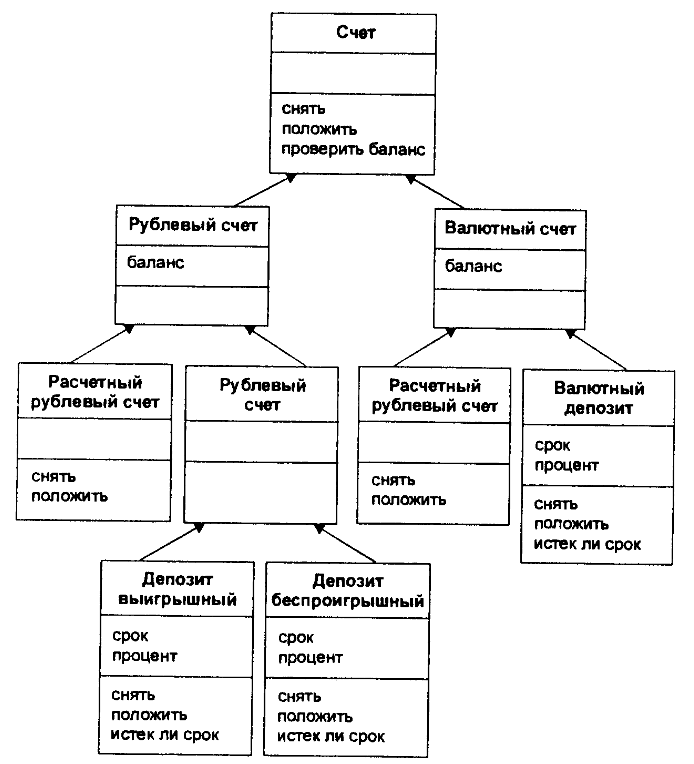 Счет
снять
положить
проверить баланс
Рублевый счет
баланс
Валютный счет
баланс
Расчетный
рублевый счет
снять
положить
Рублевый
счет
Расчетный
рублевый счет
снять
положить
Валютный
депозит
срок
процент
снять
положить
истек ли срок
Депозит
выигрышный
срок
процент
снять
положить
истек ли срок
Депозит
беспроигрышный
срок
процент
снять
положить
истек ли срок